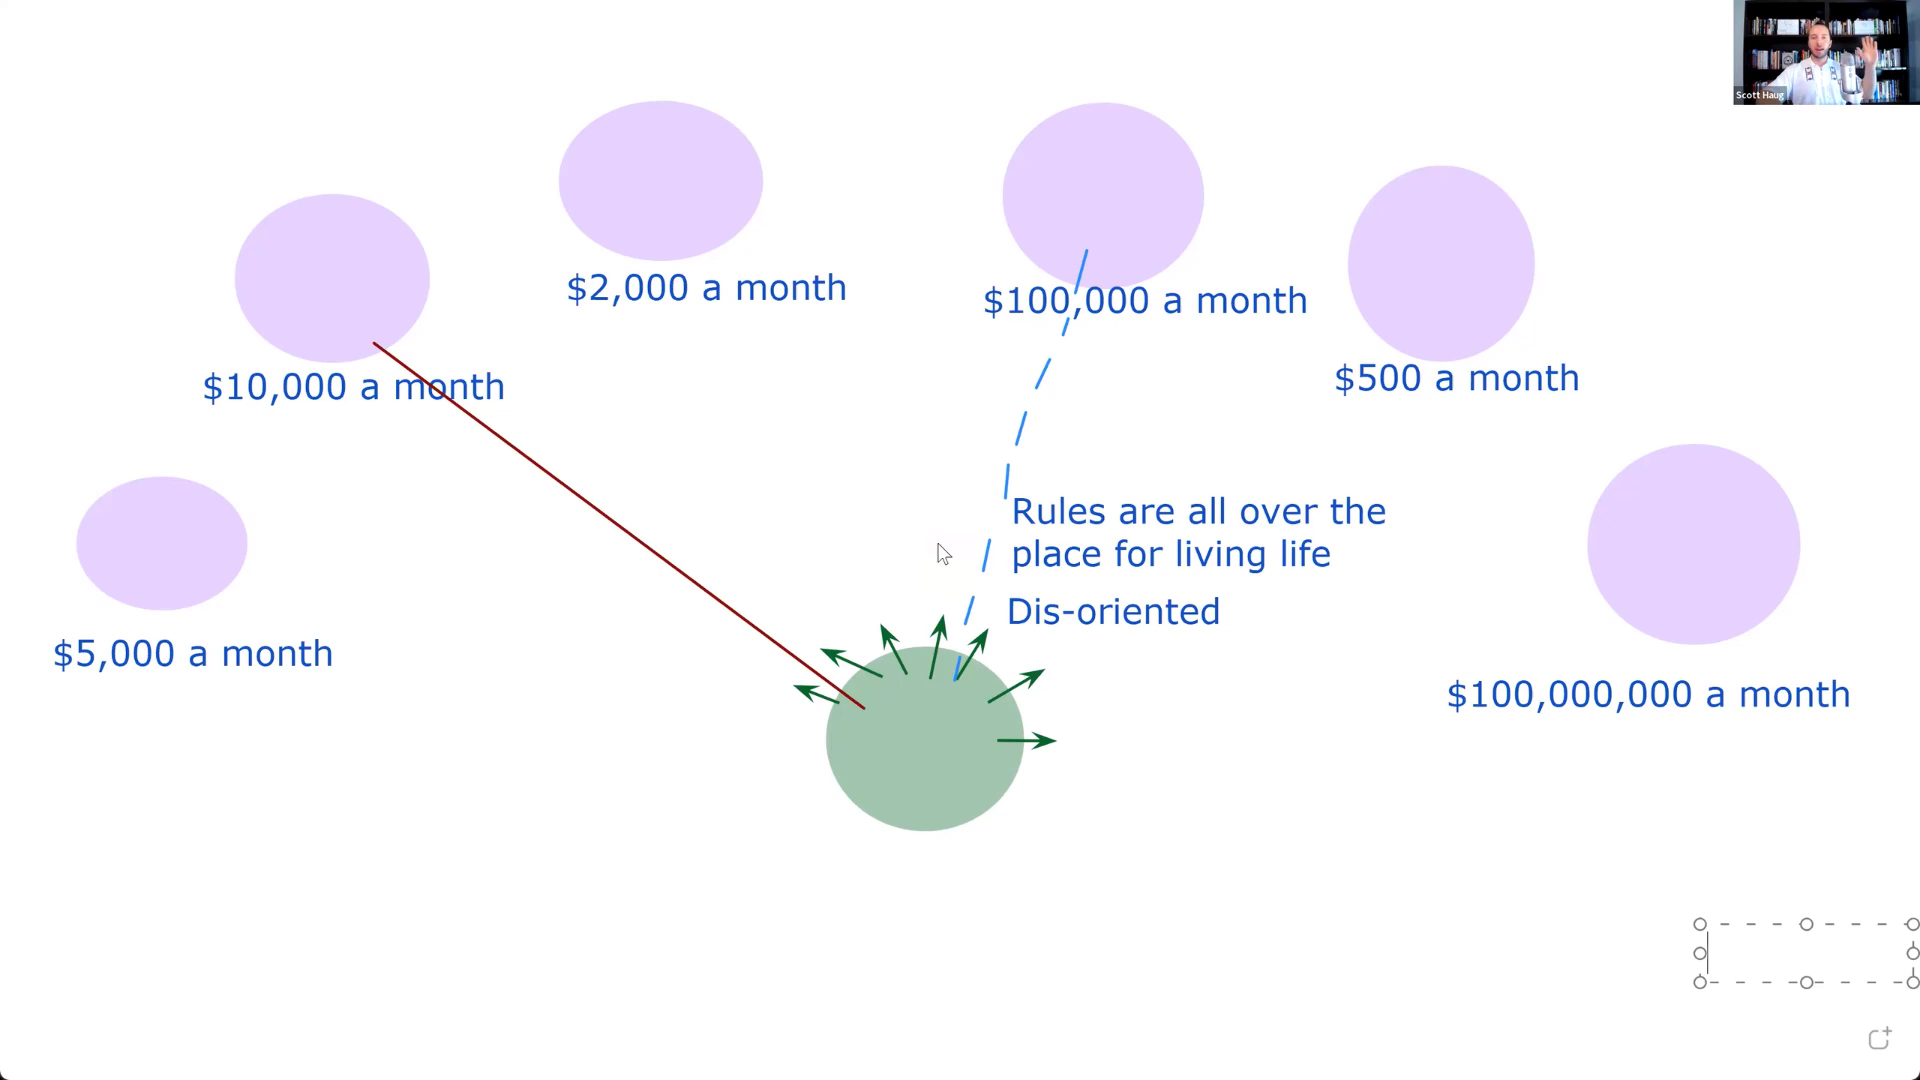 Scott Haug
$2,000 a month
$100,000 a month
$10,000 a month
$500 a month
Rules are all over the
place for living life
Dis-oriented
$5,000 a month
$100,000,000 a month